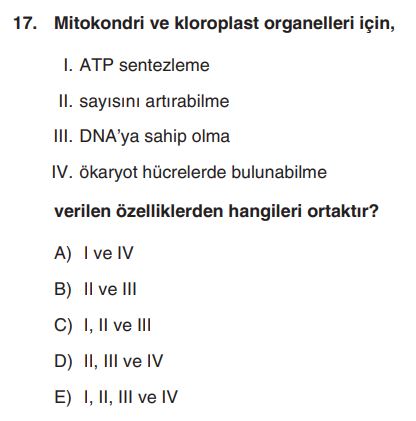 17. Mitokondri ve kloroplast organelleri için,
I. ATP sentezleme
II. sayısını artırabilme
III. DNA'ya sahip olma
IV. ökaryot hücrelerde bulunabilme
verilen özelliklerden hangileri ortaktır?
A) I ve IV
B) II ve III
C) I, II ve III
D) II, III ve IV
E) I, II, III ve IV